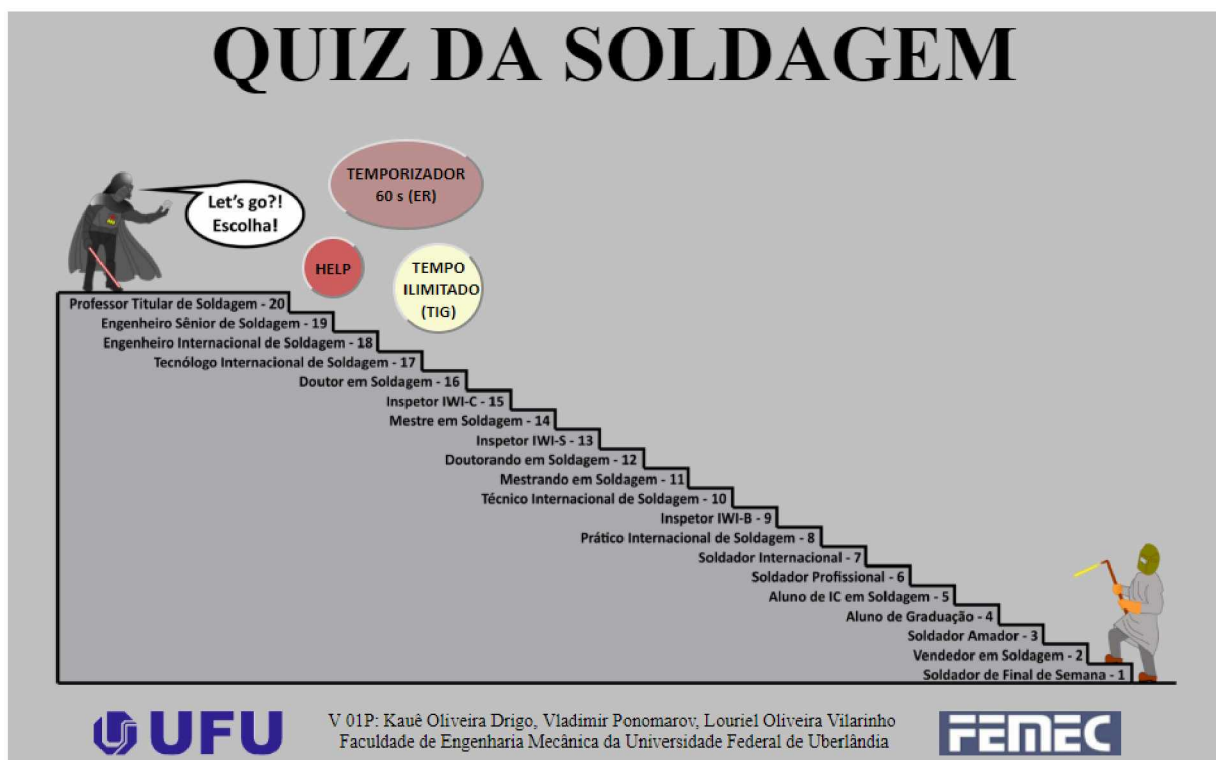 QUIZ DA SOLDAGEM
TEMPORIZADOR
60 s (ER)
Let's go?!
Escolha!
HELP
TEMPO
ILIMITADO
(TIG)
Professor Titular de Soldagem - 20
Engenheiro Sênior de Soldagem - 19
Engenheiro Internacional de Soldagem - 18
Tecnólogo Internacional de Soldagem - 17
Doutor em Soldagem - 16
Inspetor IWI-C - 15
Mestre em Soldagem - 14
Inspetor IWI-S - 13
Doutorando em Soldagem - 12
Mestrando em Soldagem - 11
Técnico Internacional de Soldagem - 10
Inspetor IWI-B - 9
Prático Internacional de Soldagem - 8
Soldador Internacional - 7
Soldador Profissional - 6
Aluno de IC em Soldagem - 5
Aluno de Graduação - 4
Soldador Amador - 3
Vendedor em Soldagem - 2
Soldador de Final de Semana - 1
UFU
V 01P: Kauê Oliveira Drigo, Vladimir Ponomarov, Louriel Oliveira Vilarinho
Faculdade de Engenharia Mecânica da Universidade Federal de Uberlândia
FEMEC